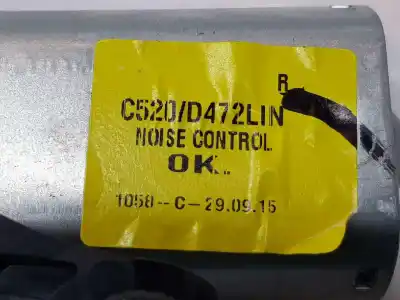 R
C520/D472LIN
NOISE CONTROL
OK..
1058--C-29.09.15